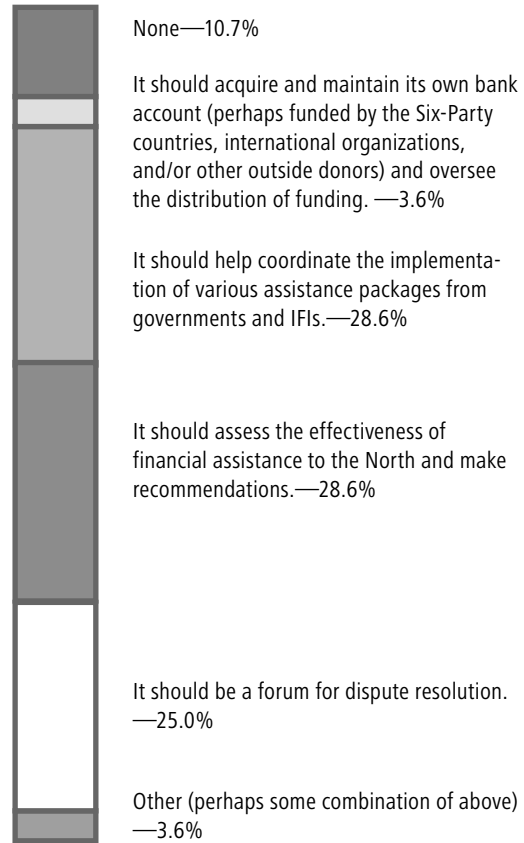 None—10.7%
It should acquire and maintain its own bank
account (perhaps funded by the Six-Party
countries, international organizations,
and/or other outside donors) and oversee
the distribution of funding. —3.6%
It should help coordinate the implementa-
tion of various assistance packages from
governments and IFIs.—28.6%
It should assess the effectiveness of
financial assistance to the North and make
recommendations.—28.6%
It should be a forum for dispute resolution.
—25.0%
Other (perhaps some combination of above)
—3.6%